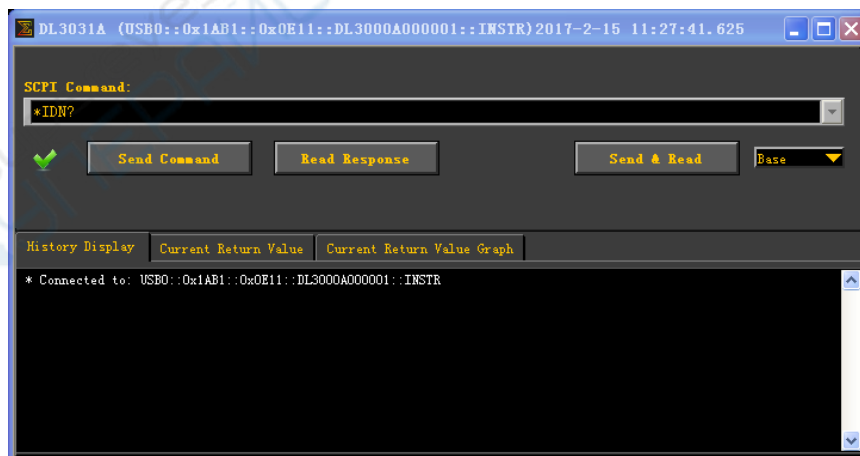 DL3031A (USB0::0x1AB1::0x0E11::DL3000A000001::INSTR)2017-2-15 11:27:41.625
SCPI Command:
*IDN?
Send Command
Read Response
Send & Read
Base
History Display
Current Return Value
Current Return Value Graph
* Connected to: USB0::0x1AB1::0x0E11::DL3000A000001::INSTR